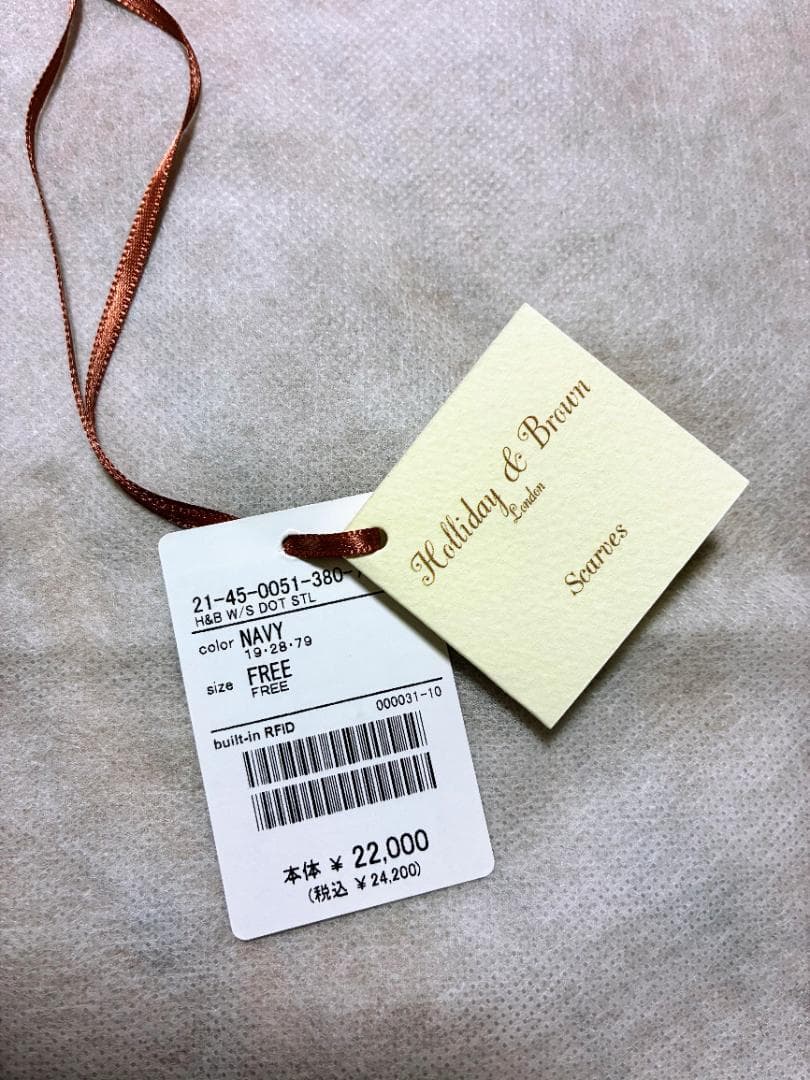 21-45-0051-380-
H&B W/S DOT STL
color NAVY
19・28・79
size FREE
FREE
000031-10
built-in RFID
本体 ¥ 22,000
(税込 ¥ 24,200)
Holliday & Brown
London
Scarves